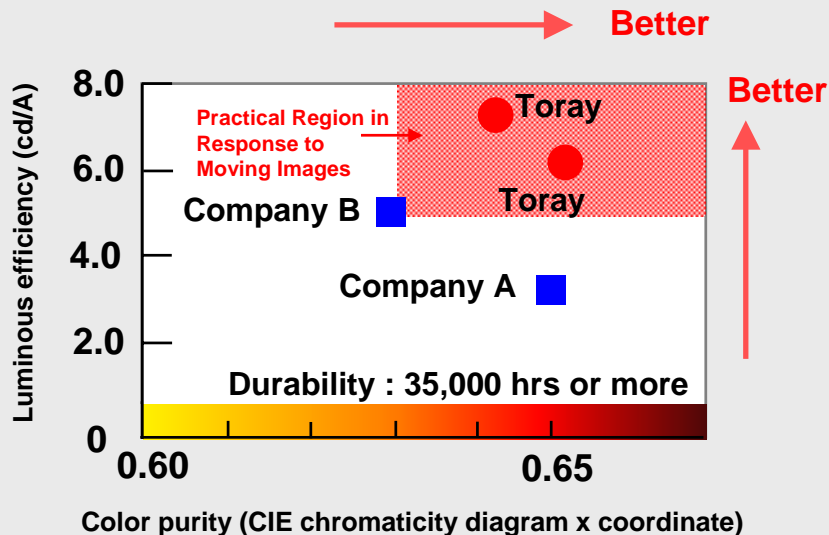 Better
Better
8.0
6.0
4.0
2.0
0
Luminous efficiency (cd/A)
Practical Region in
Response to
Moving Images
Toray
Toray
Company B
Company A
Durability : 35,000 hrs or more
0.60
0.65
Color purity (CIE chromaticity diagram x coordinate)